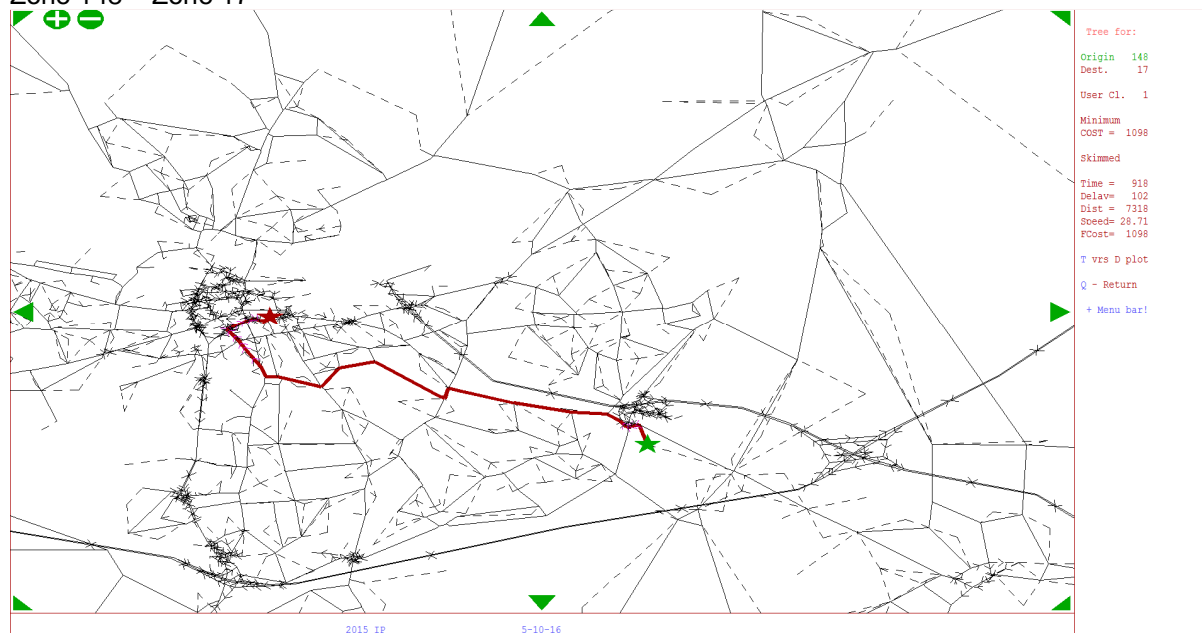 Tree for:
Origin 148
Dest. 17
User Cl. 1
Minimum
COST = 1098
Skimmed
Time = 918
Delay= 102
Dist = 7318
Speed= 28.71
FCost= 1098
T vrs D plot
Q - Return
+ Menu bar!
2015 IP 5-10-16